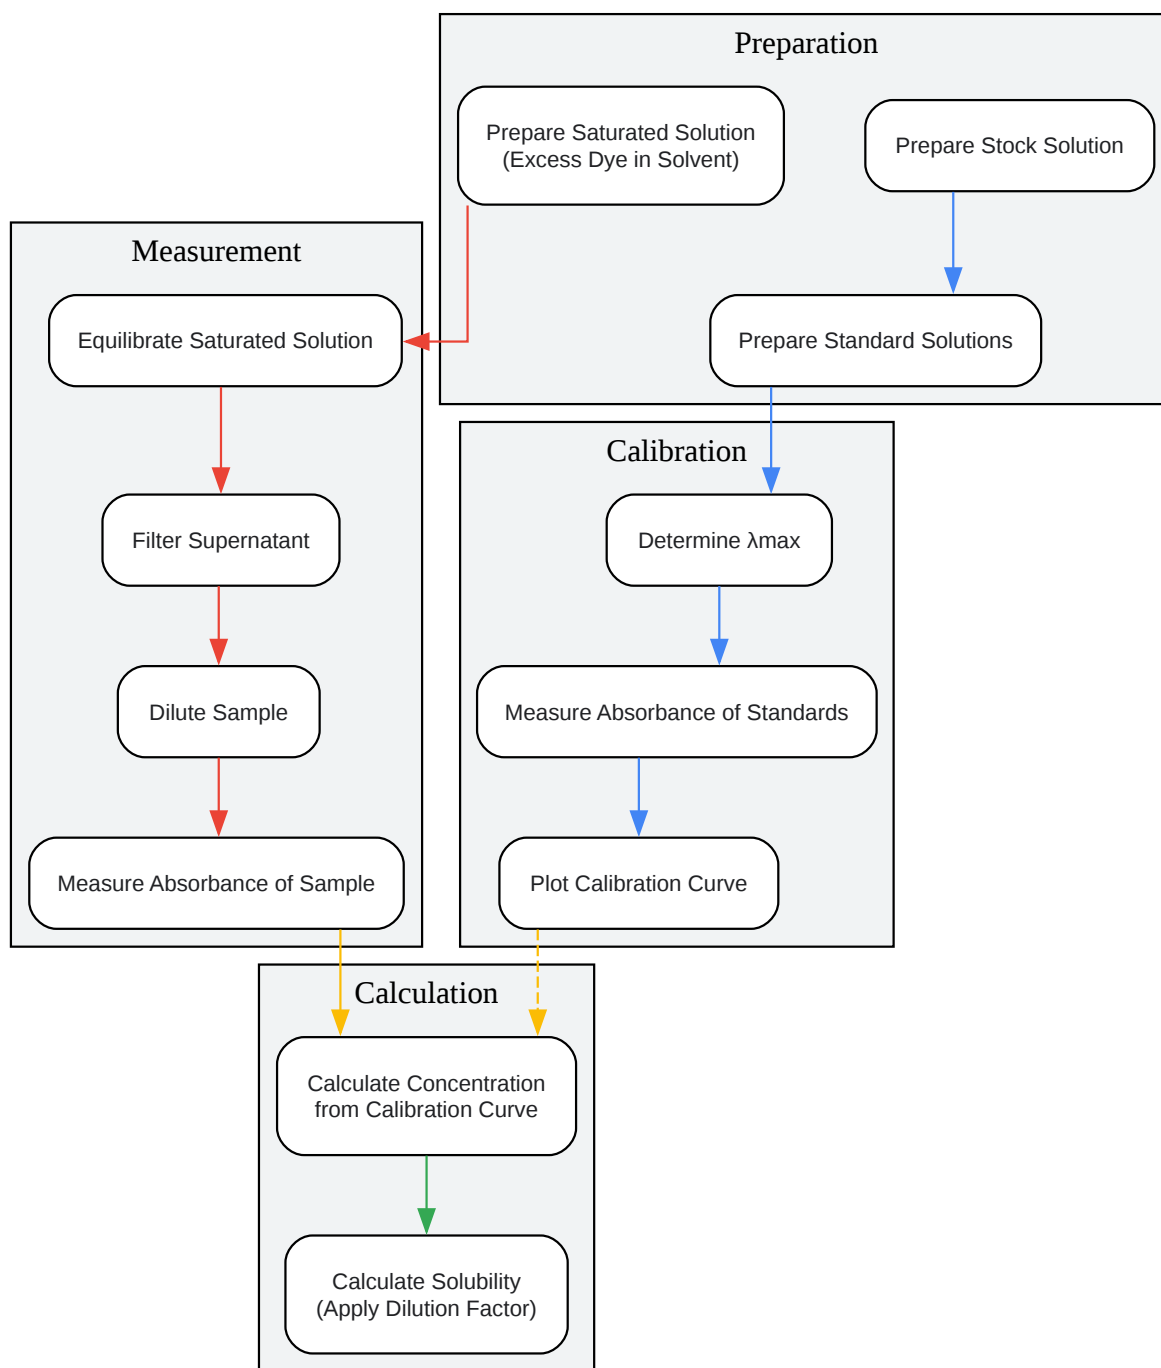 Preparation
Prepare Saturated Solution
(Excess Dye in Solvent)
Prepare Stock Solution
Prepare Standard Solutions
Measurement
Equilibrate Saturated Solution
Filter Supernatant
Dilute Sample
Measure Absorbance of Sample
Calibration
Determine λmax
Measure Absorbance of Standards
Plot Calibration Curve
Calculation
Calculate Concentration
from Calibration Curve
Calculate Solubility
(Apply Dilution Factor)